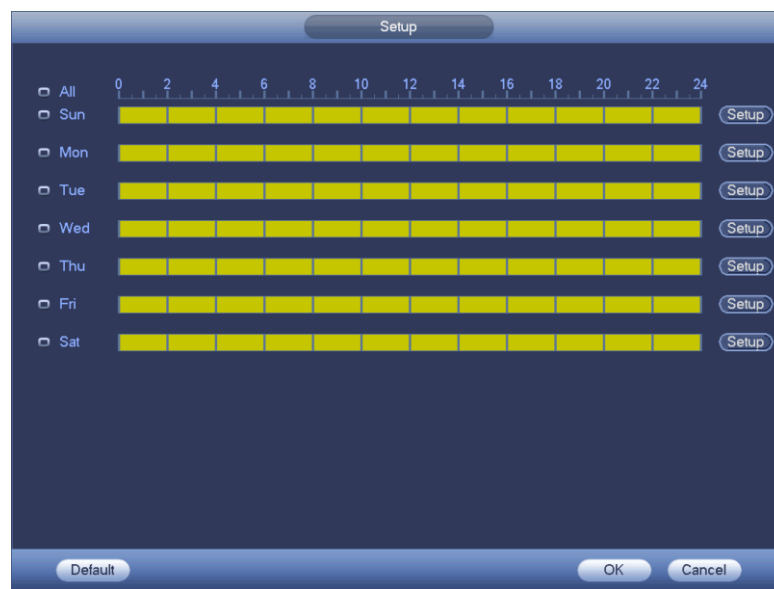 Setup
All 0 2 4 6 8 10 12 14 16 18 20 22 24
Sun Setup
Mon Setup
Tue Setup
Wed Setup
Thu Setup
Fri Setup
Sat Setup
Default OK Cancel